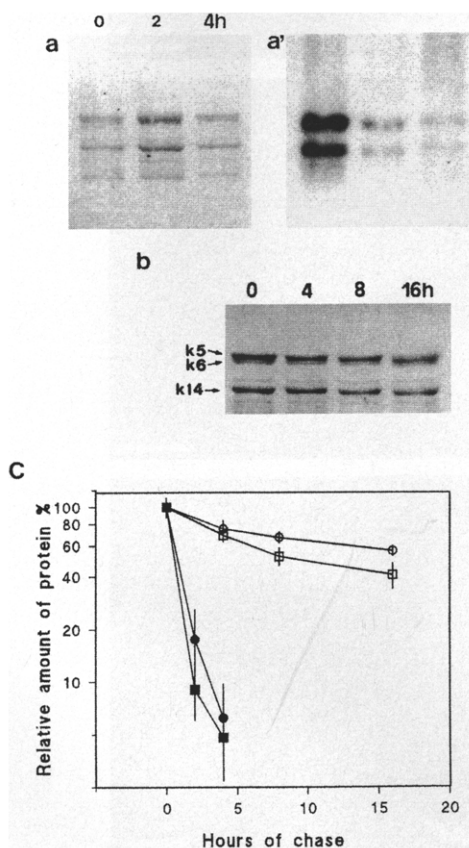 a
0 2 4h
a'
b
0 4 8 16h
k5
k6
k14
C
Relative amount of protein %
100
80
60
40
20
10
0 5 10 15 20
Hours of chase